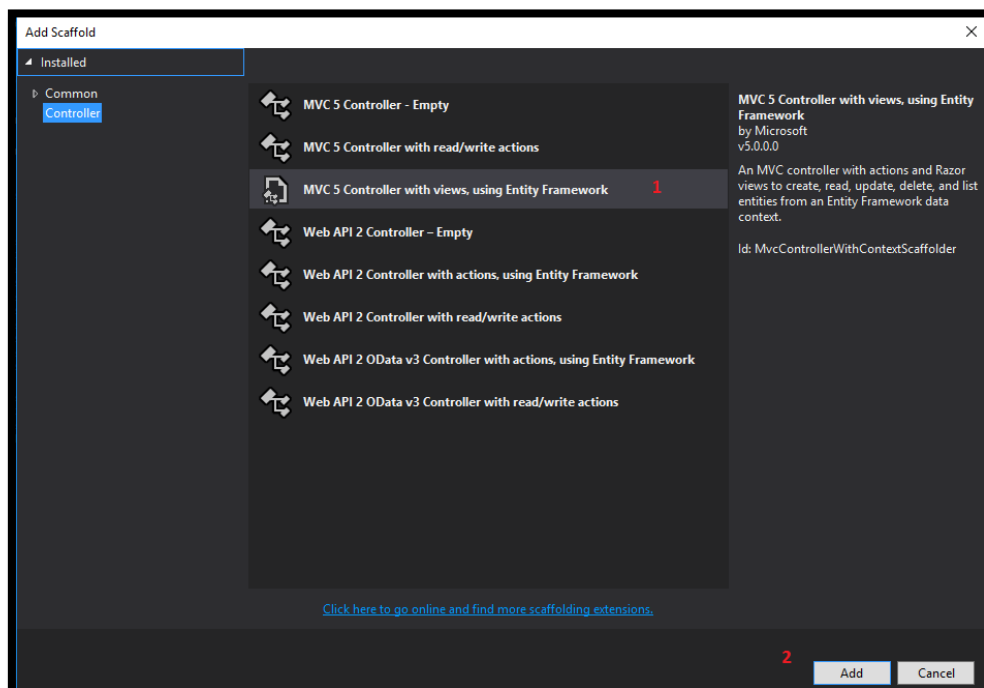 Add Scaffold
Installed
Common
Controller
MVC 5 Controller - Empty
MVC 5 Controller with read/write actions
MVC 5 Controller with views, using Entity Framework 1
Web API 2 Controller – Empty
Web API 2 Controller with actions, using Entity Framework
Web API 2 Controller with read/write actions
Web API 2 OData v3 Controller with actions, using Entity Framework
Web API 2 OData v3 Controller with read/write actions
Click here to go online and find more scaffolding extensions.
MVC 5 Controller with views, using Entity
Framework
by Microsoft
v5.0.0.0
An MVC controller with actions and Razor
views to create, read, update, delete, and list
entities from an Entity Framework data
context.
Id: MvcControllerWithContextScaffolder
2
Add
Cancel